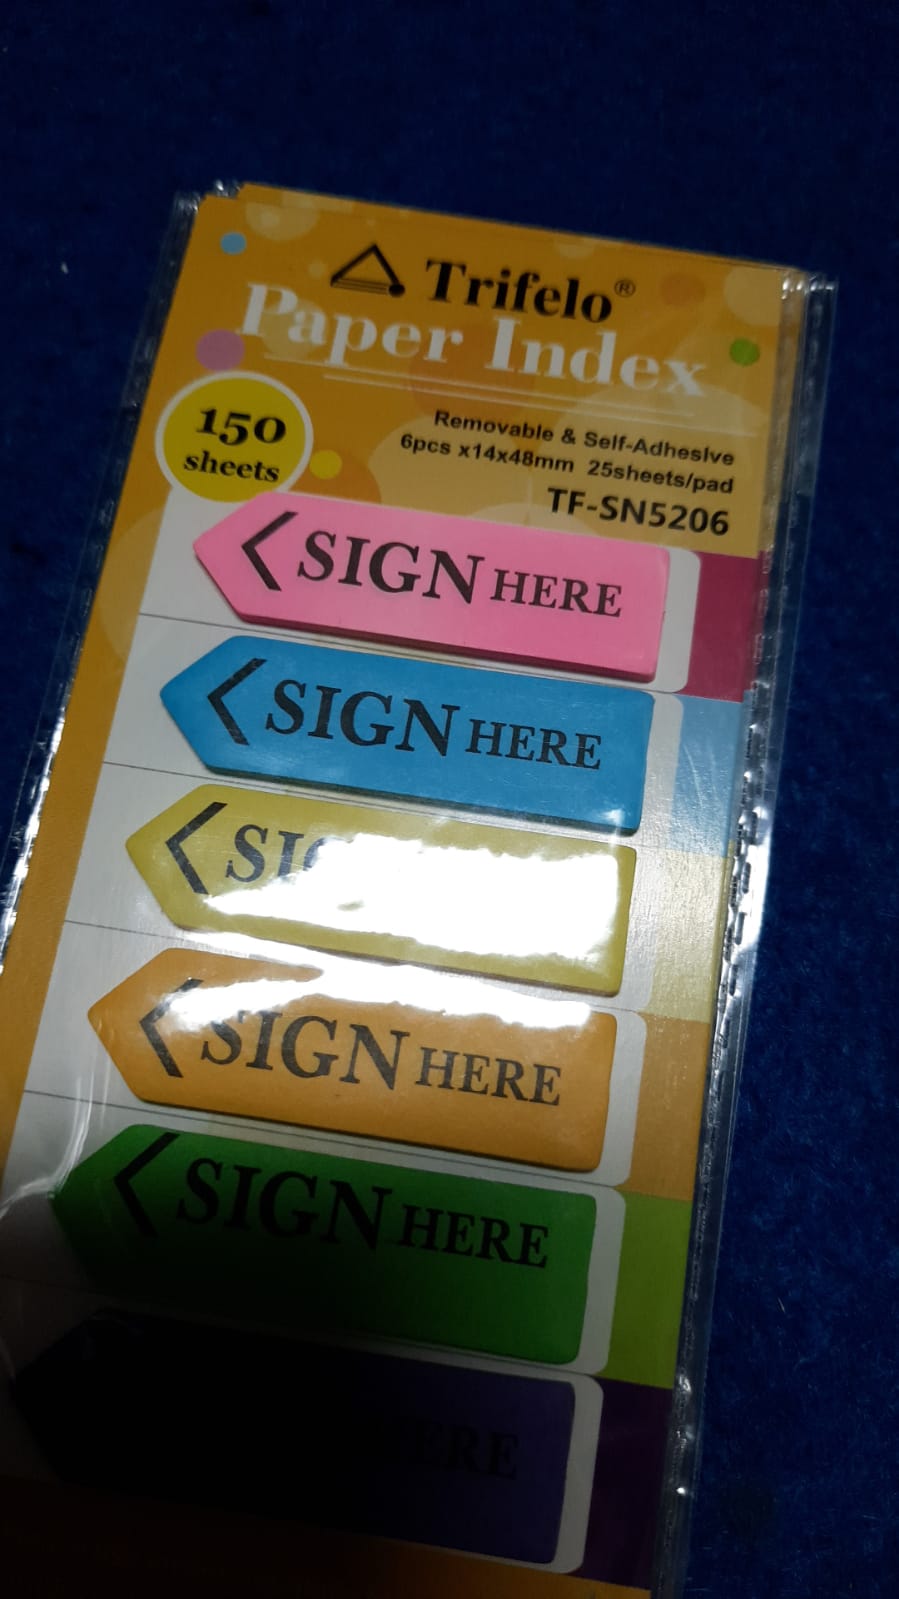 Trifelo®
Paper Index
150
sheets
Removable & Self-Adhesive
6pcs x14x48mm 25sheets/pad
TF-SN5206
SIGN HERE
SIGN HERE
SIGN HERE
SIGN HERE